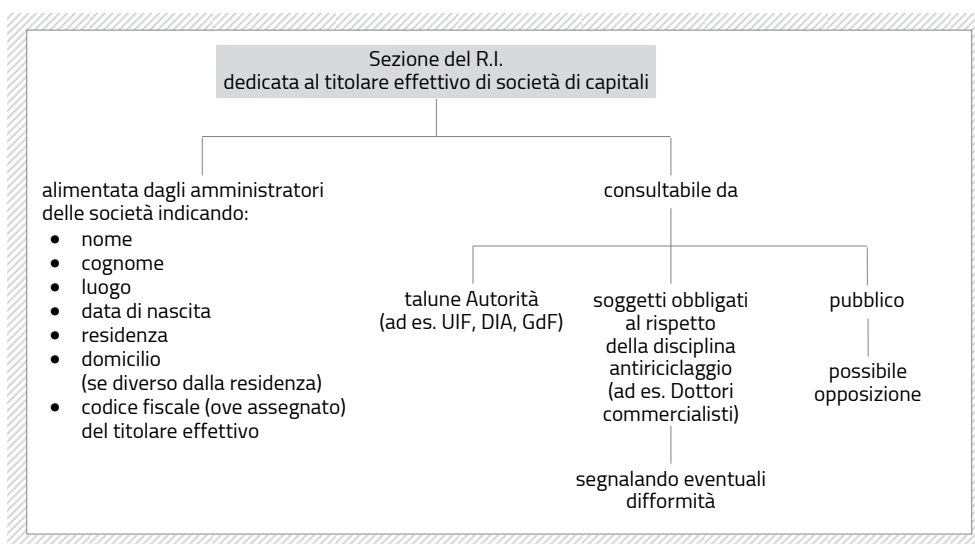 Sezione del R.I.
dedicata al titolare effettivo di società di capitali
alimentata dagli amministratori
delle società indicando:
• nome
• cognome
• luogo
• data di nascita
• residenza
• domicilio
(se diverso dalla residenza)
• codice fiscale (ove assegnato)
del titolare effettivo
consultabile da
talune Autorità
(ad es. UIF, DIA, GdF)
soggetti obbligati
al rispetto
della disciplina
antiriciclaggio
(ad es. Dottori
commercialisti)
segnalando eventuali
difformità
pubblico
possibile
opposizione